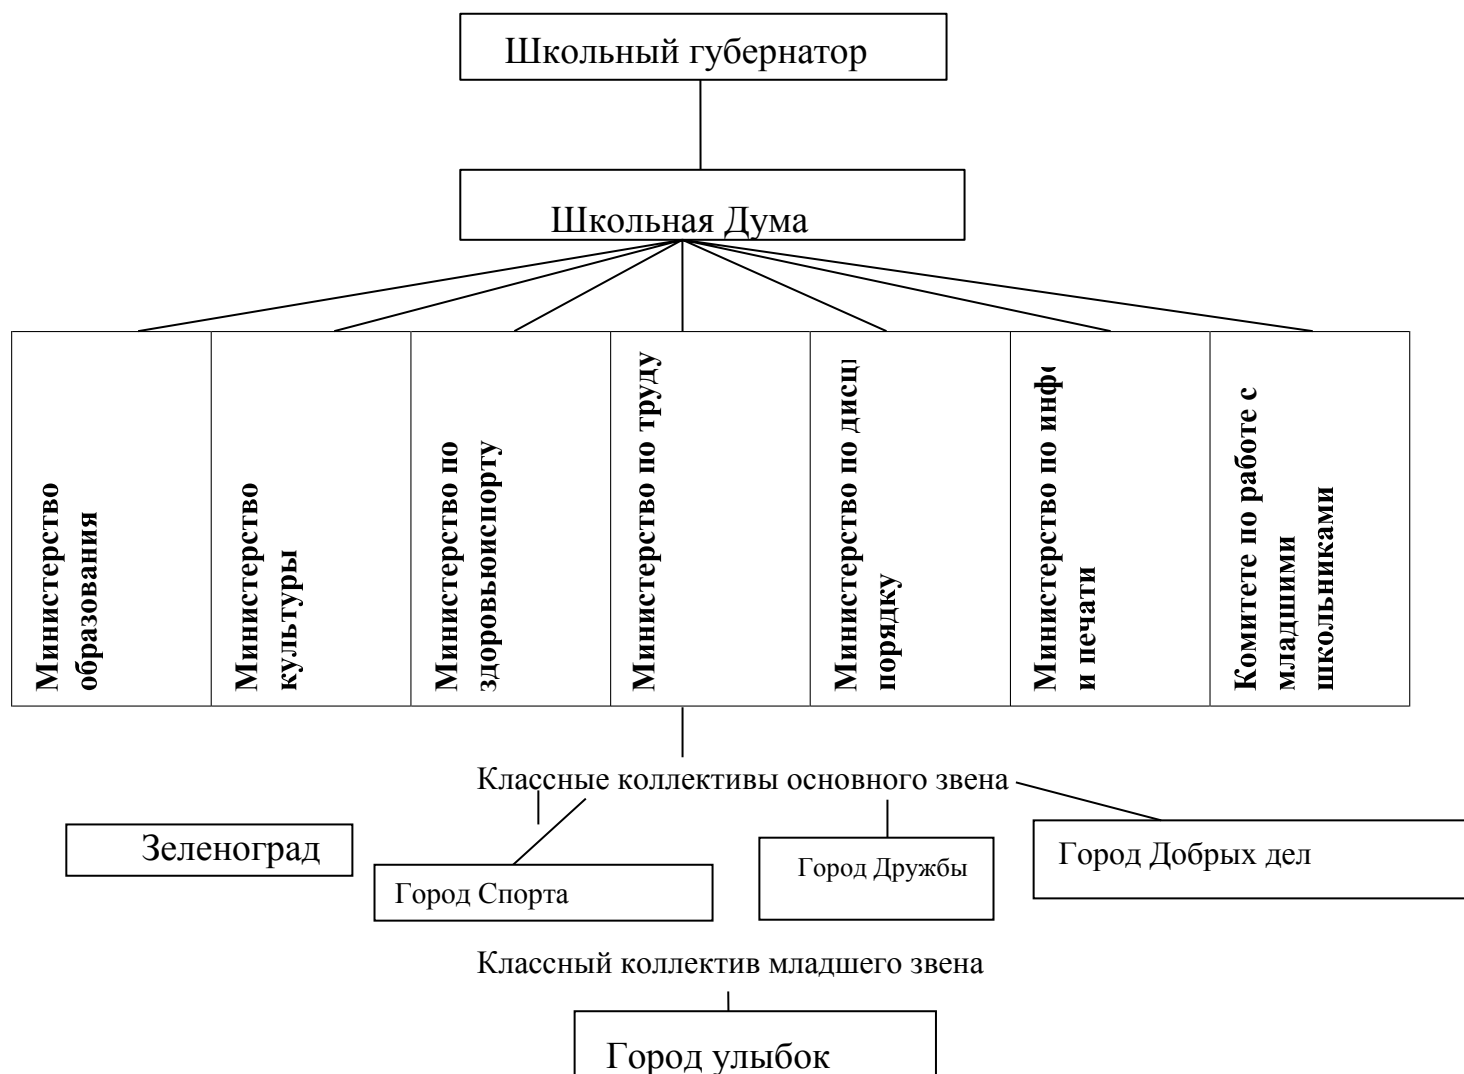 Школьный губернатор
Школьная Дума
Министерство
образования
Министерство
культуры
Министерство по
здоровьюиспорту
Министерство по труду
Министерство по
порядку
Министерство по
и печати
Комитете по работе с
младшими
школьниками
Классные коллективы основного звена
Зеленоград
Город Спорта
Город Дружбы
Город Добрых дел
Классный коллектив младшего звена
Город улыбок